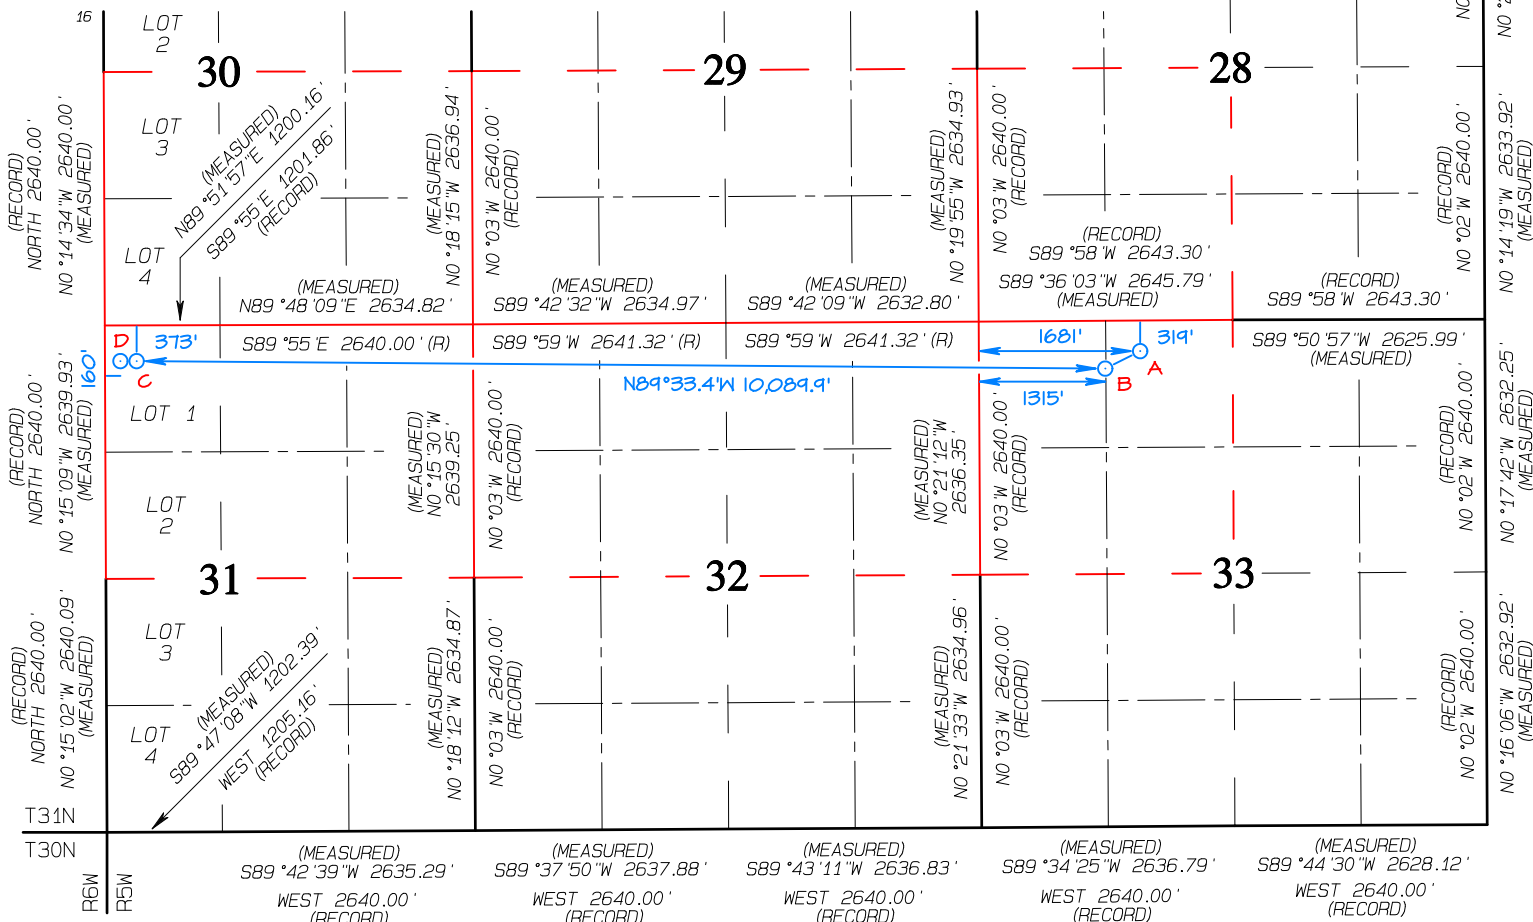 16
LOT
2
30
29
28
LOT
3
LOT
4
(RECORD)
NORTH 2640.00'
N0°14'34"W 2640.00'
(MEASURED)
(MEASURED)
N89°51'57"E 1200.16'
S89°55'E 1201.86'
(RECORD)
(MEASURED)
N0°18'15"W 2636.94'
N0°03'W 2640.00'
(RECORD)
(MEASURED)
N0°19'55"W 2634.93'
N0°03'W 2640.00'
(RECORD)
(RECORD)
N0°02'W 2640.00'
N0°14'19"W 2633.92'
(MEASURED)
(RECORD)
S89°58'W 2643.30'
S89°36'03"W 2645.79'
(MEASURED)
(RECORD)
S89°58'W 2643.30'
(MEASURED)
N89°48'09"E 2634.82'
(MEASURED)
S89°42'32"W 2634.97'
(MEASURED)
S89°42'09"W 2632.80'
D
373'
S89°55'E 2640.00'(R)
S89°59'W 2641.32'(R)
S89°59'W 2641.32'(R)
1681'
319'
S89°50'57"W 2625.99'
(MEASURED)
160'
C
N89°33.4'W 10,089.9'
A
B
1315'
LOT 1
LOT
2
(RECORD)
NORTH 2640.00'
N0°15'09"W 2639.93'
(MEASURED)
(MEASURED)
N0°15'30"W
2639.25'
N0°03'W 2640.00'
(RECORD)
(MEASURED)
N0°21'12"W
2636.35'
N0°03'W 2640.00'
(RECORD)
(RECORD)
N0°02'W 2640.00'
N0°17'42"W 2632.25'
(MEASURED)
31
32
33
LOT
3
LOT
4
(RECORD)
NORTH 2640.00'
N0°15'02"W 2640.09'
(MEASURED)
(MEASURED)
S89°47'08"W 1202.39'
WEST 1205.16'
(RECORD)
(MEASURED)
N0°18'12"W 2634.87'
N0°03'W 2640.00'
(RECORD)
(MEASURED)
N0°21'33"W 2634.96'
N0°03'W 2640.00'
(RECORD)
(RECORD)
N0°02'W 2640.00'
N0°16'06"W 2632.92'
(MEASURED)
T31N
T30N
R6W
R5W
(MEASURED)
S89°42'39"W 2635.29'
WEST 2640.00'
(RECORD)
(MEASURED)
S89°37'50"W 2637.88'
WEST 2640.00'
(RECORD)
(MEASURED)
S89°43'11"W 2636.83'
WEST 2640.00'
(RECORD)
(MEASURED)
S89°34'25"W 2636.79'
WEST 2640.00'
(RECORD)
(MEASURED)
S89°44'30"W 2628.12'
WEST 2640.00'
(RECORD)